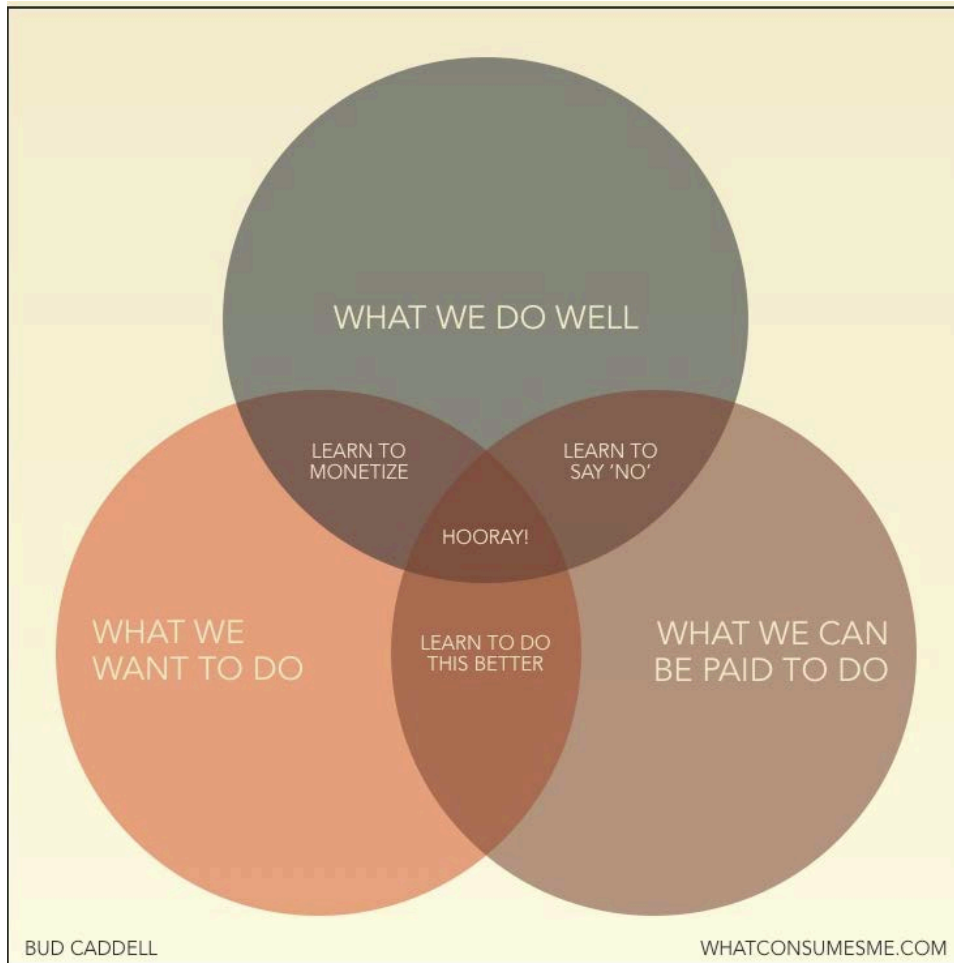 WHAT WE DO WELL
LEARN TO
MONETIZE
LEARN TO
SAY 'NO'
HOORAY!
WHAT WE
WANT TO DO
LEARN TO DO
THIS BETTER
WHAT WE CAN
BE PAID TO DO
BUD CADDELL
WHATCONSUMESME.COM